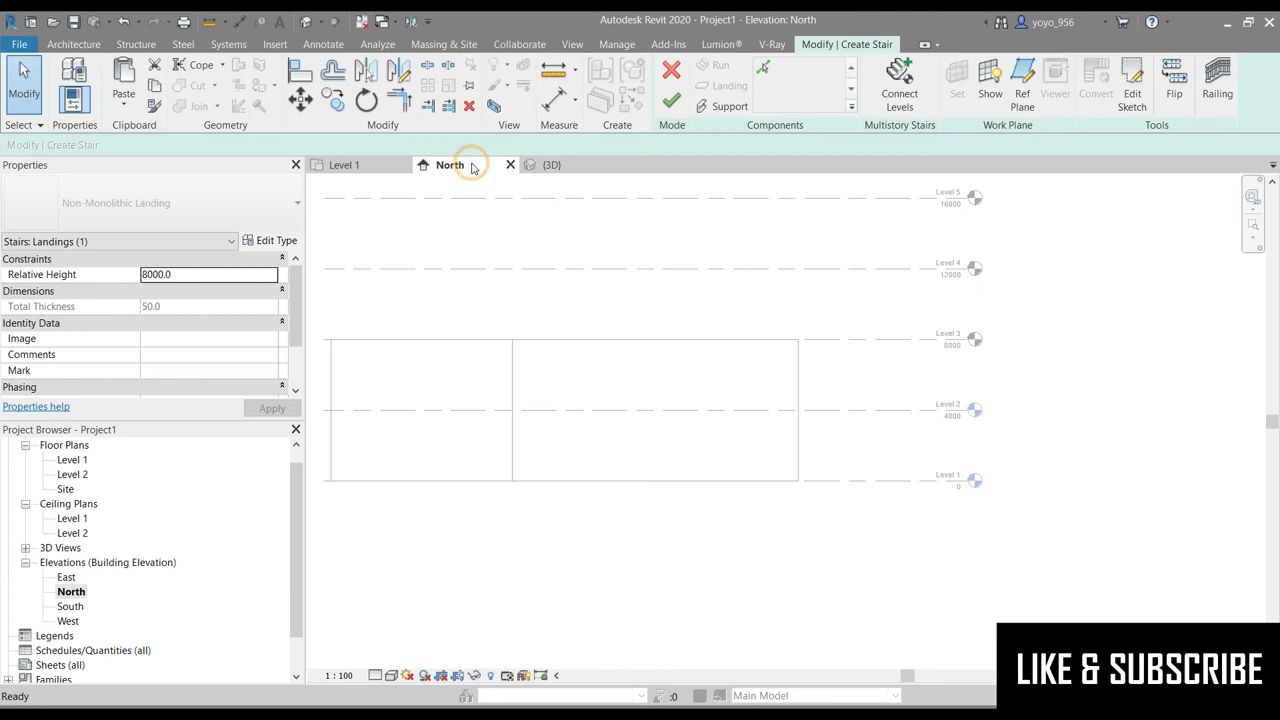 Autodesk Revit 2020 - Project1 - Elevation: North
yoyo_956
File Architecture Structure Steel Systems Insert Annotate Analyze Massing & Site Collaborate View Manage Add-Ins Lumion® V-Ray Modify | Create Stair
Modify
Paste
Cope
Cut
Join
Run
Landing
Support
Connect
Levels
Set
Show
Ref
Plane
Viewer
Convert
Edit
Sketch
Flip
Railing
Select
Properties
Clipboard
Geometry
Modify
View
Measure
Create
Mode
Components
Multistory Stairs
Work Plane
Tools
Modify | Create Stair
Properties
Level 1
North
{3D}
Non-Monolithic Landing
Stairs: Landings (1)
Edit Type
Constraints
Relative Height 8000.0
Dimensions
Total Thickness 50.0
Identity Data
Image
Comments
Mark
Phasing
Properties help
Apply
Project Browser - Project1
Floor Plans
Level 1
Level 2
Site
Ceiling Plans
Level 1
Level 2
3D Views
Elevations (Building Elevation)
East
North
South
West
Legends
Schedules/Quantities (all)
Sheets (all)
Families
Level 5
16000
Level 4
12000
Level 3
8000
Level 2
4000
Level 1
0
1 : 100
LIKE & SUBSCRIBE
Ready
:0
Main Model